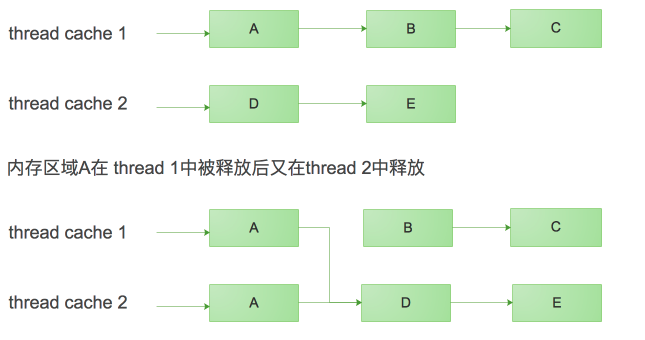 thread cache 1 A B C
thread cache 2 D E
内存区域A在 thread 1中被释放后又在thread 2中释放
thread cache 1 A B C
thread cache 2 A D E